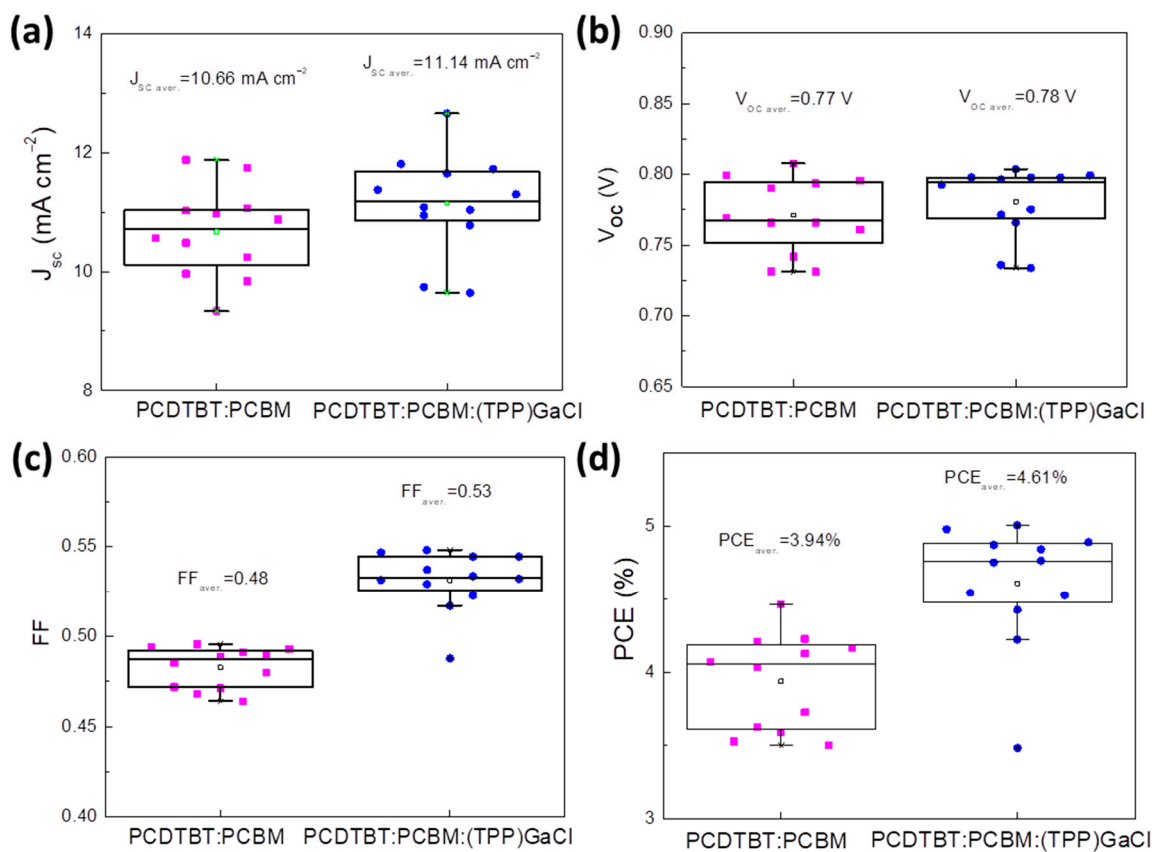 (a)
14
12
10
8
J_sc (mA cm⁻²)
J_SC aver.=10.66 mA cm⁻²
J_SC aver.=11.14 mA cm⁻²
PCDTBT:PCBM
PCDTBT:PCBM:(TPP)GaCl
(b)
0.90
0.85
0.80
0.75
0.70
0.65
V_OC (V)
V_OC aver.=0.77 V
V_OC aver.=0.78 V
PCDTBT:PCBM
PCDTBT:PCBM:(TPP)GaCl
(c)
0.60
0.55
0.50
0.45
0.40
FF
FF_aver.=0.48
FF_aver.=0.53
PCDTBT:PCBM
PCDTBT:PCBM:(TPP)GaCl
(d)
5
4
3
PCE (%)
PCE_aver.=3.94%
PCE_aver.=4.61%
PCDTBT:PCBM
PCDTBT:PCBM:(TPP)GaCl